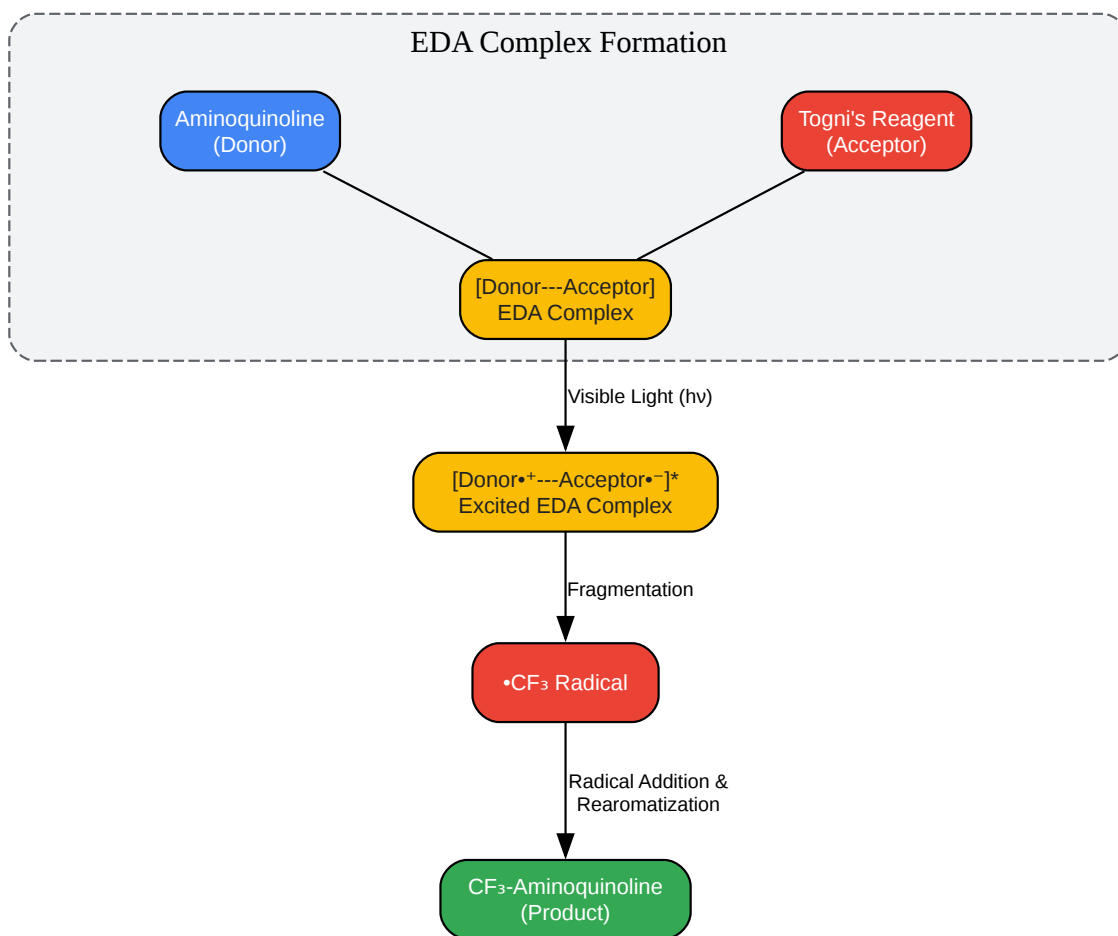 EDA Complex Formation
Aminoquinoline
(Donor)
Togni's Reagent
(Acceptor)
[Donor---Acceptor]
EDA Complex
Visible Light (hν)
[Donor•⁺---Acceptor•⁻]*
Excited EDA Complex
Fragmentation
•CF₃ Radical
Radical Addition &
Rearomatization
CF₃-Aminoquinoline
(Product)